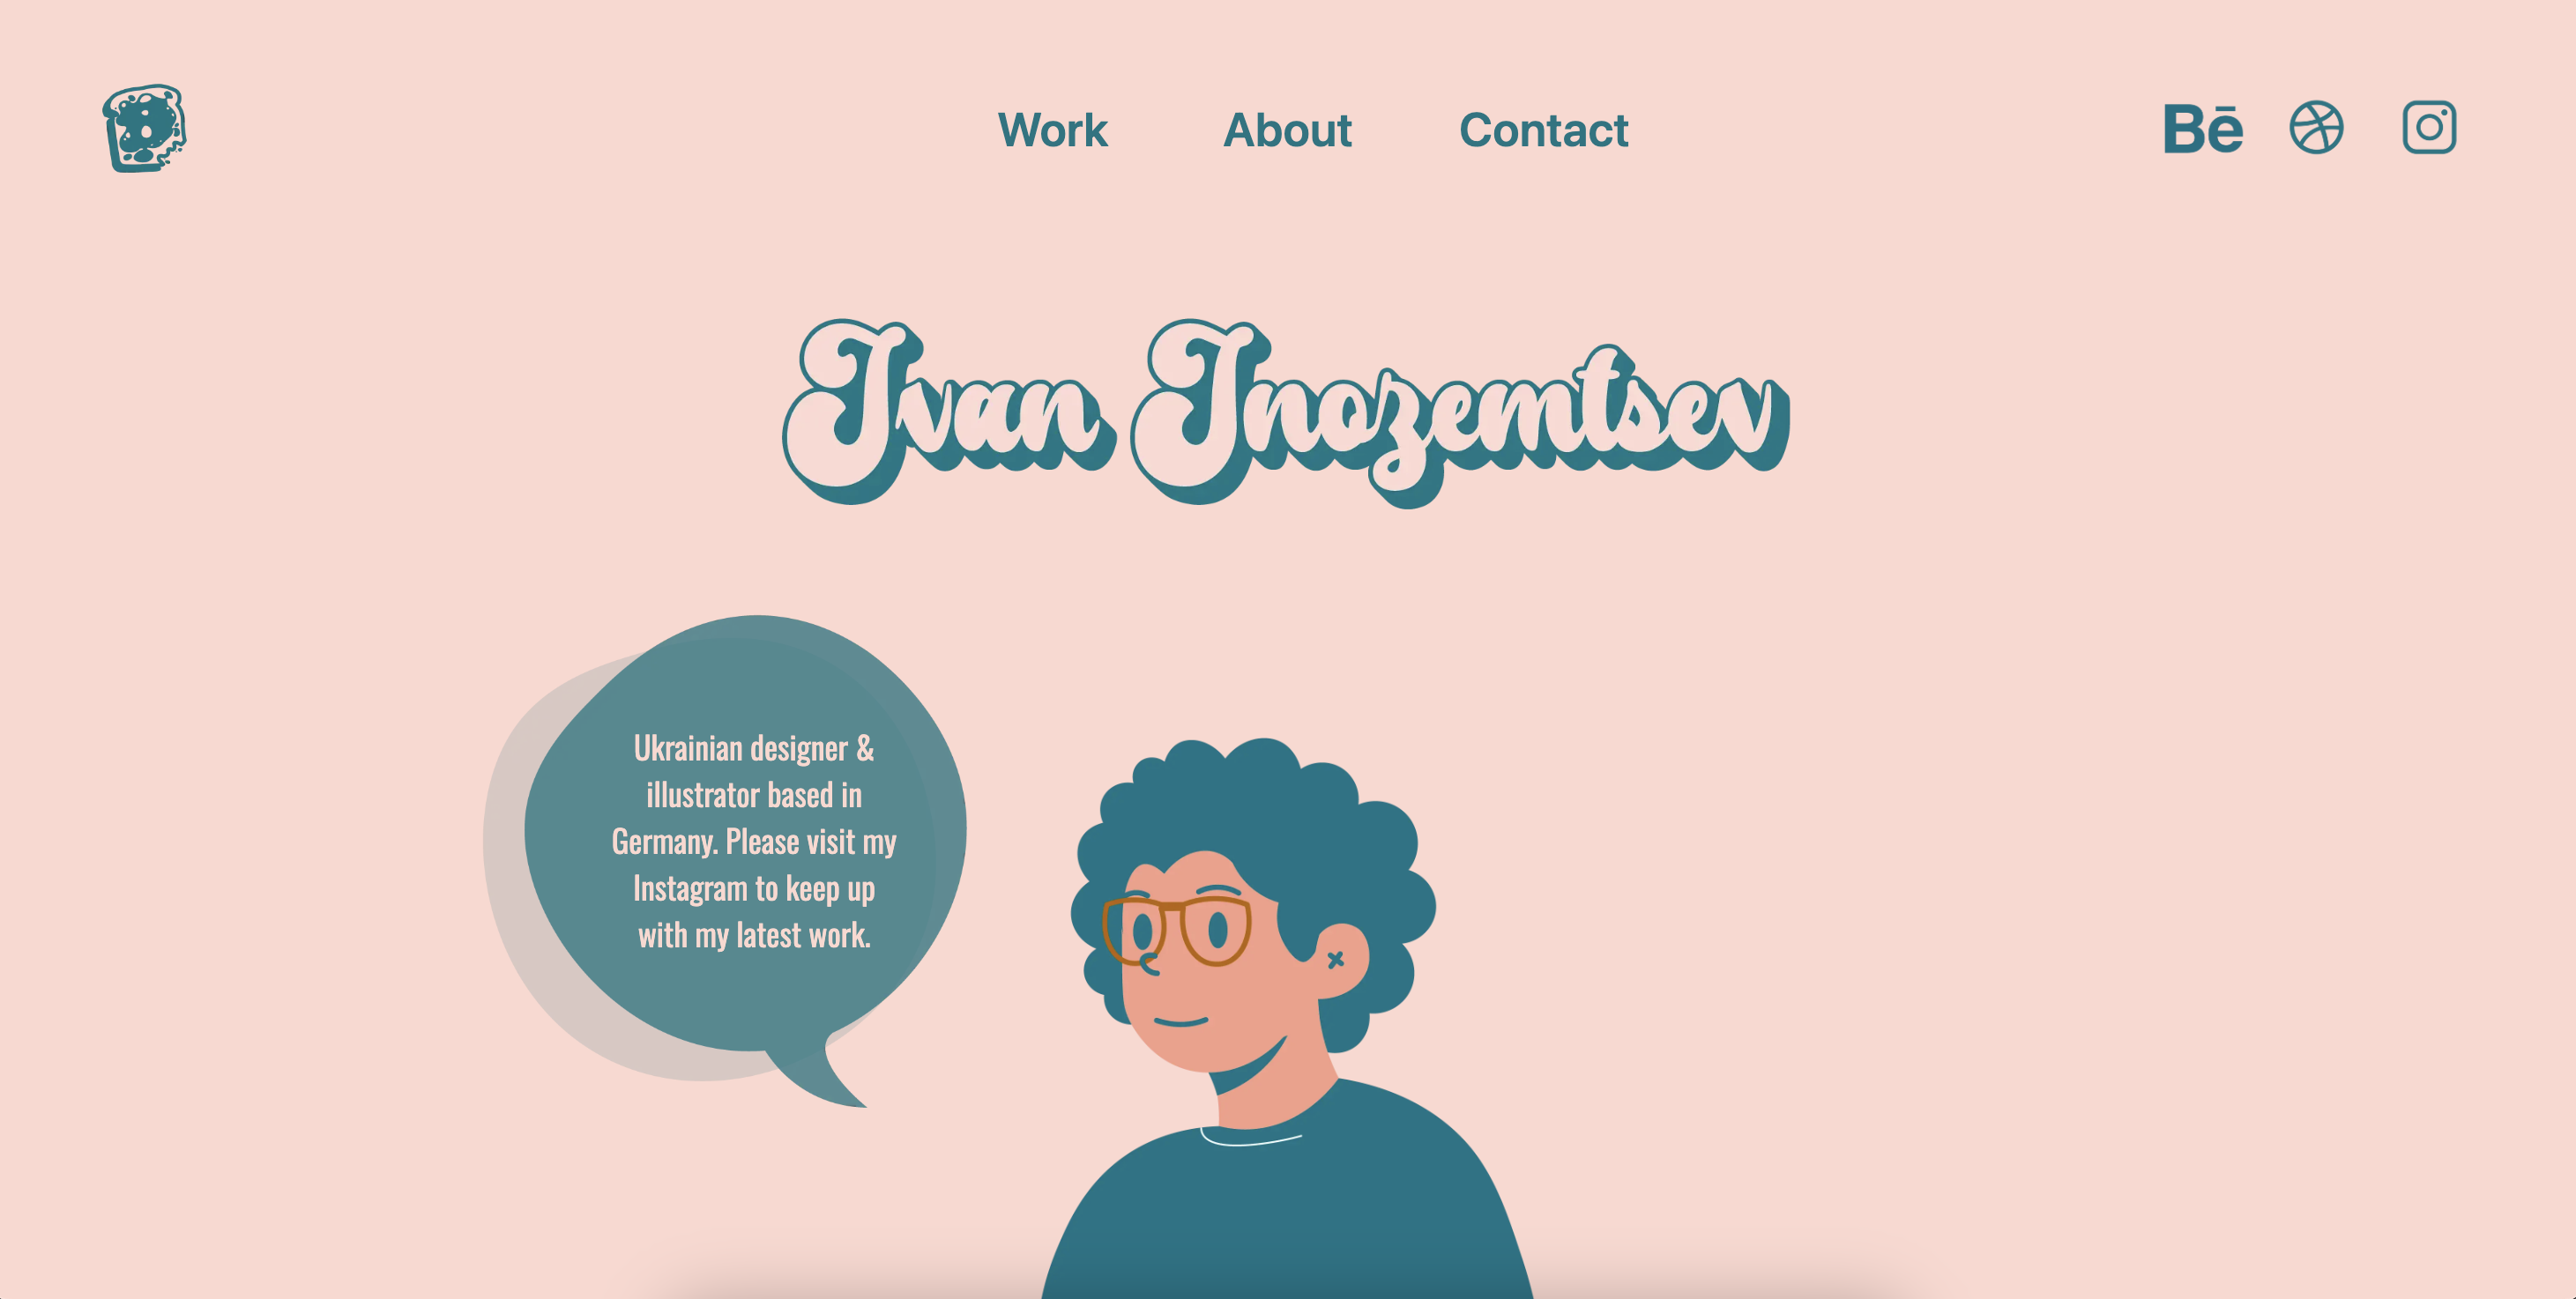 Work About Contact Bē
Ivan Inozemtsev
Ukrainian designer &
illustrator based in
Germany. Please visit my
Instagram to keep up
with my latest work.